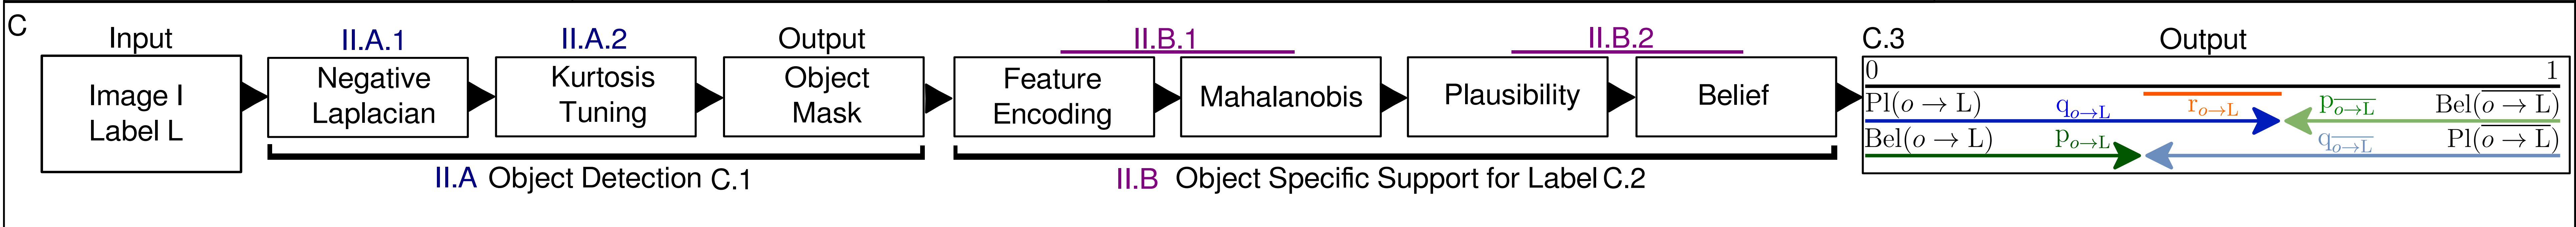 C
Input
II.A.1
II.A.2
Output
II.B.1
II.B.2
C.3
Output
Image I
Label L
Negative
Laplacian
Kurtosis
Tuning
Object
Mask
Feature
Encoding
Mahalanobis
Plausibility
Belief
0 1
Pl(o → L) q_{o→L} r_{o→L} p_{\overline{o→L}} Bel(\overline{o → L})
Bel(o → L) p_{o→L} q_{\overline{o→L}} Pl(\overline{o → L})
II.A Object Detection C.1
II.B Object Specific Support for Label C.2